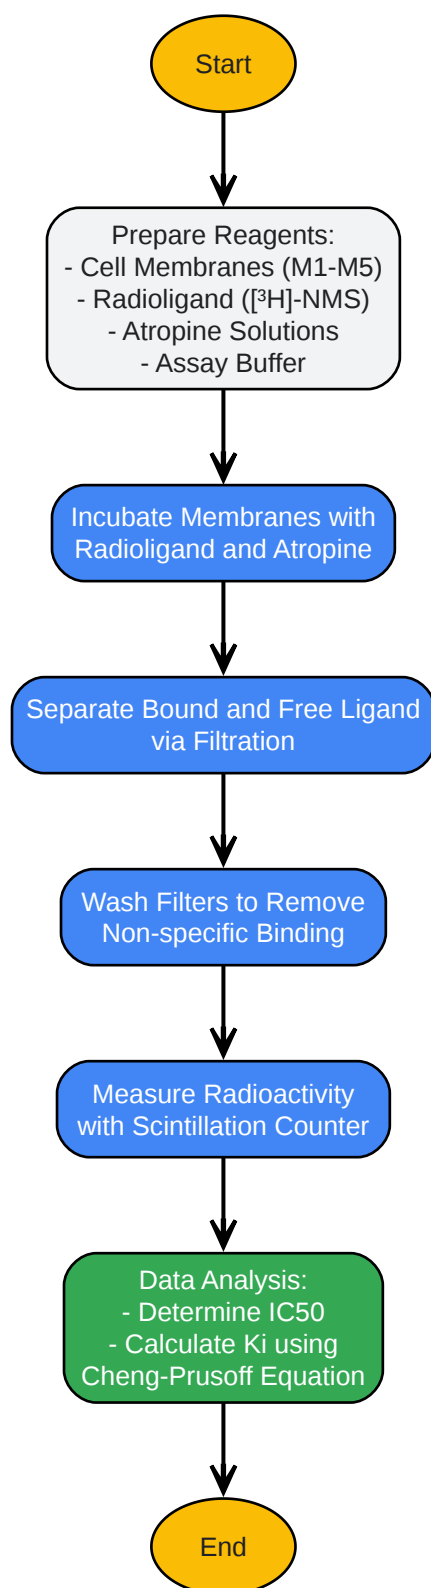 Start
Prepare Reagents:
- Cell Membranes (M1-M5)
- Radioligand ([³H]-NMS)
- Atropine Solutions
- Assay Buffer
Incubate Membranes with
Radioligand and Atropine
Separate Bound and Free Ligand
via Filtration
Wash Filters to Remove
Non-specific Binding
Measure Radioactivity
with Scintillation Counter
Data Analysis:
- Determine IC50
- Calculate Ki using
Cheng-Prusoff Equation
End